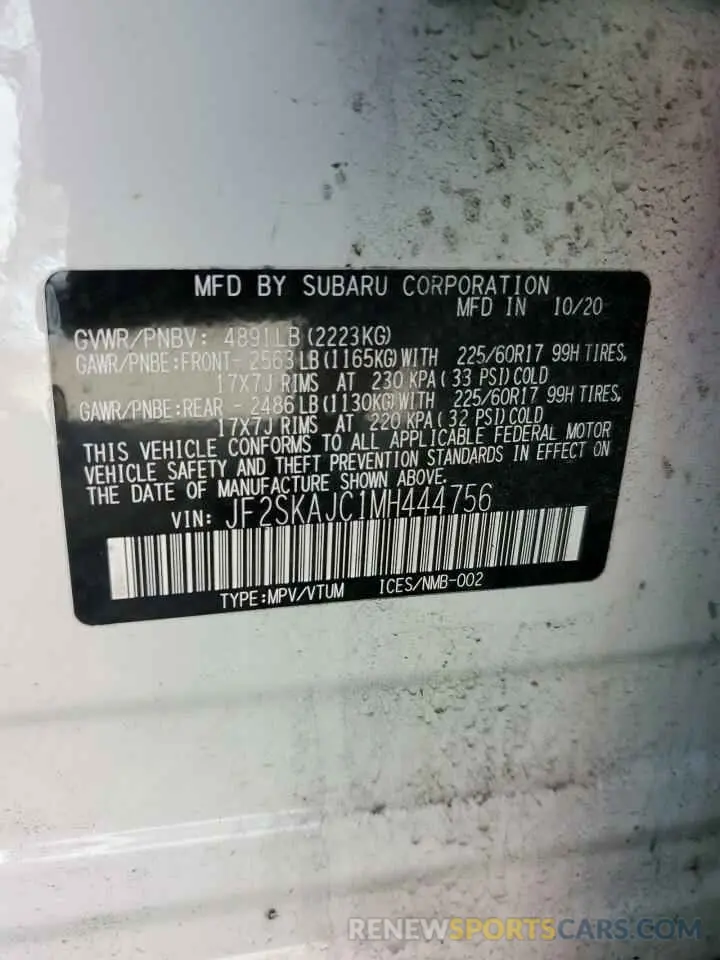 MFD BY SUBARU CORPORATION
MFD IN 10/20
GVWR/PNBV: 4891LB (2223KG)
GAWR/PNBE:FRONT- 2563LB (1165KG)WITH 225/60R17 99H TIRES,
17X7J RIMS AT 230 KPA( 33 PSI)COLD
GAWR/PNBE:REAR - 2486LB(1130KG)WITH 225/60R17 99H TIRES,
17X7J RIMS AT 220 KPA( 32 PSI)COLD
THIS VEHICLE CONFORMS TO ALL APPLICABLE FEDERAL MOTOR
VEHICLE SAFETY AND THEFT PREVENTION STANDARDS IN EFFECT ON
THE DATE OF MANUFACTURE SHOWN ABOVE.
VIN: JF2SKAJC1MH444756
TYPE:MPV/VTUM ICES/NMB-002
RENEWSPORTSCARS.COM